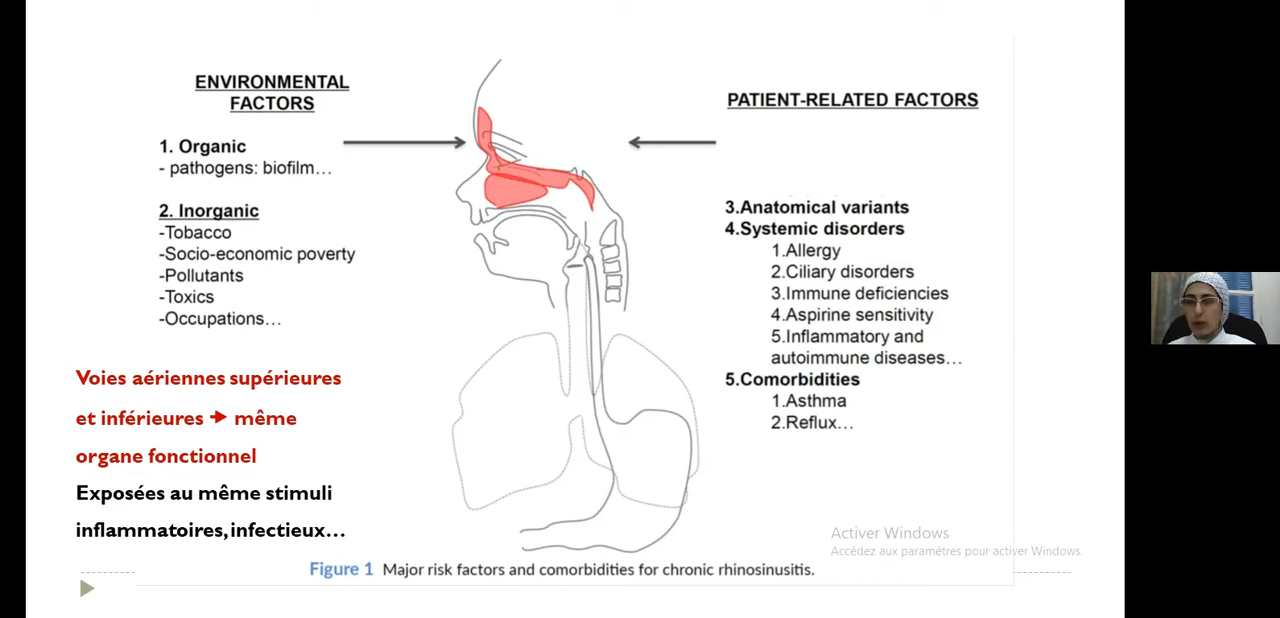 ENVIRONMENTAL
FACTORS
1. Organic
- pathogens: biofilm…
2. Inorganic
-Tobacco
-Socio-economic poverty
-Pollutants
-Toxics
-Occupations…
Voies aériennes supérieures
et inférieures → même
organe fonctionnel
Exposées au même stimuli
inflammatoires, infectieux…
PATIENT-RELATED FACTORS
3.Anatomical variants
4.Systemic disorders
1.Allergy
2.Ciliary disorders
3.Immune deficiencies
4.Aspirine sensitivity
5.Inflammatory and
autoimmune diseases…
5.Comorbidities
1.Asthma
2.Reflux…
Activer Windows
Accédez aux paramètres pour activer Windows.
Figure 1 Major risk factors and comorbidities for chronic rhinosinusitis.